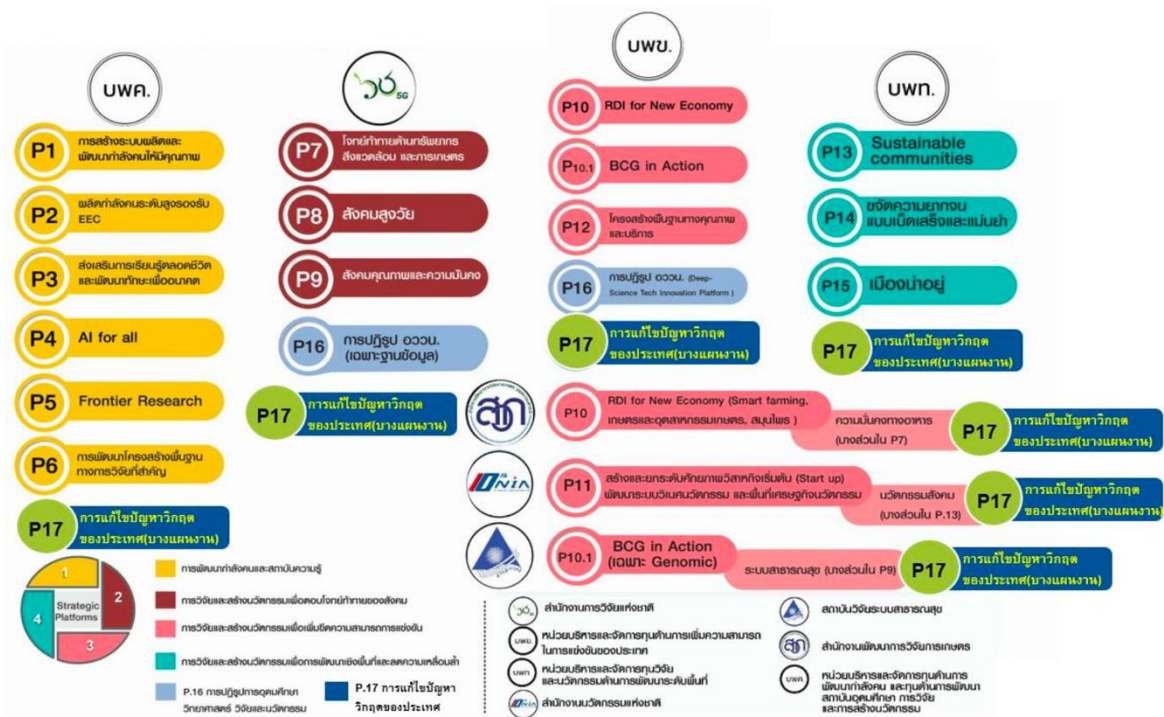 บพค.
P1
การสร้างระบบผลิตและ
พัฒนากำลังคนให้มีคุณภาพ
P2
ผลิตกำลังคนระดับสูงรองรับ
EEC
P3
ส่งเสริมการเรียนรู้ตลอดชีวิต
และพัฒนาทักษะเพื่ออนาคต
P4
AI for all
P5
Frontier Research
P6
การพัฒนาโครงสร้างพื้นฐาน
ทางการวิจัยที่สำคัญ
P17
การแก้ไขปัญหาวิกฤต
ของประเทศ(บางแผนงาน)
วช 5G
P7
โจทย์ท้าทายด้านทรัพยากร
สิ่งแวดล้อม และการเกษตร
P8
สังคมสูงวัย
P9
สังคมคุณภาพและความมั่นคง
P16
การปฏิรูป อววน.
(เฉพาะฐานข้อมูล)
P17
การแก้ไขปัญหาวิกฤต
ของประเทศ(บางแผนงาน)
บพข.
P10
RDI for New Economy
P10.1
BCG in Action
P12
โครงสร้างพื้นฐานทางคุณภาพ
และบริการ
P16
การปฏิรูป อววน. (Deep-
Science Tech Innovation Platform )
P17
การแก้ไขปัญหาวิกฤต
ของประเทศ(บางแผนงาน)
บพท.
P13
Sustainable
communities
P14
ขจัดความยากจน
แบบเบ็ดเสร็จและแม่นยำ
P15
เมืองน่าอยู่
P17
การแก้ไขปัญหาวิกฤต
ของประเทศ(บางแผนงาน)
สวก
P10
RDI for New Economy (Smart farming,
เกษตรและอุตสาหกรรมเกษตร, สมุนไพร )
ความมั่นคงทางอาหาร
(บางส่วนใน P7)
P17
การแก้ไขปัญหาวิกฤต
ของประเทศ(บางแผนงาน)
NIA
P11
สร้างและยกระดับศักยภาพวิสาหกิจเริ่มต้น (Start up)
พัฒนาระบบนิเวศนวัตกรรม และพื้นที่เศรษฐกิจนวัตกรรม
นวัตกรรมสังคม
(บางส่วนใน P.13)
P17
การแก้ไขปัญหาวิกฤต
ของประเทศ(บางแผนงาน)
P10.1
BCG in Action
(เฉพาะ Genomic)
ระบบสาธารณสุข (บางส่วนใน P9)
P17
การแก้ไขปัญหาวิกฤต
ของประเทศ(บางแผนงาน)
Strategic
Platforms
1
2
3
4
การพัฒนากำลังคนและสถาบันความรู้
การวิจัยและสร้างนวัตกรรมเพื่อตอบโจทย์ท้าทายของสังคม
การวิจัยและสร้างนวัตกรรมเพื่อเพิ่มขีดความสามารถการแข่งขัน
การวิจัยและสร้างนวัตกรรมเพื่อการพัฒนาเชิงพื้นที่และลดความเหลื่อมล้ำ
P.16 การปฏิรูปการอุดมศึกษา
วิทยาศาสตร์ วิจัยและนวัตกรรม
P.17 การแก้ไขปัญหา
วิกฤตของประเทศ
สำนักงานการวิจัยแห่งชาติ
บพข.
หน่วยบริหารและจัดการทุนด้านการเพิ่มความสามารถ
ในการแข่งขันของประเทศ
บพท
หน่วยบริหารและจัดการทุนวิจัย
และนวัตกรรมด้านการพัฒนาระดับพื้นที่
NIA
สำนักงานนวัตกรรมแห่งชาติ
สถาบันวิจัยระบบสาธารณสุข
สวก
สำนักงานพัฒนาการวิจัยการเกษตร
บพค.
หน่วยบริหารและจัดการทุนด้านการ
พัฒนากำลังคน และทุนด้านการพัฒนา
สถาบันอุดมศึกษา การวิจัย
และการสร้างนวัตกรรม